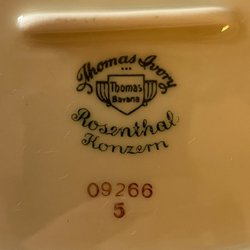 Thomas Ivory
Thomas
Bavaria
Rosenthal
Konzern
09266
5